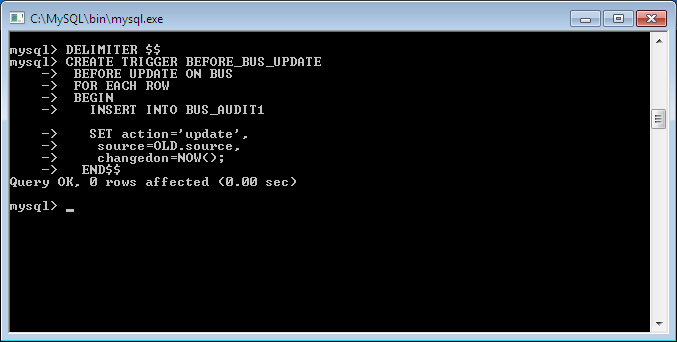 C:\MySQL\bin\mysql.exe
mysql> DELIMITER $$
mysql> CREATE TRIGGER BEFORE_BUS_UPDATE
    ->  BEFORE UPDATE ON BUS
    ->  FOR EACH ROW
    ->  BEGIN
    ->    INSERT INTO BUS_AUDIT1
    ->    SET action='update',
    ->     source=OLD.source,
    ->     changedon=NOW();
    ->   END$$
Query OK, 0 rows affected (0.00 sec)
mysql> _